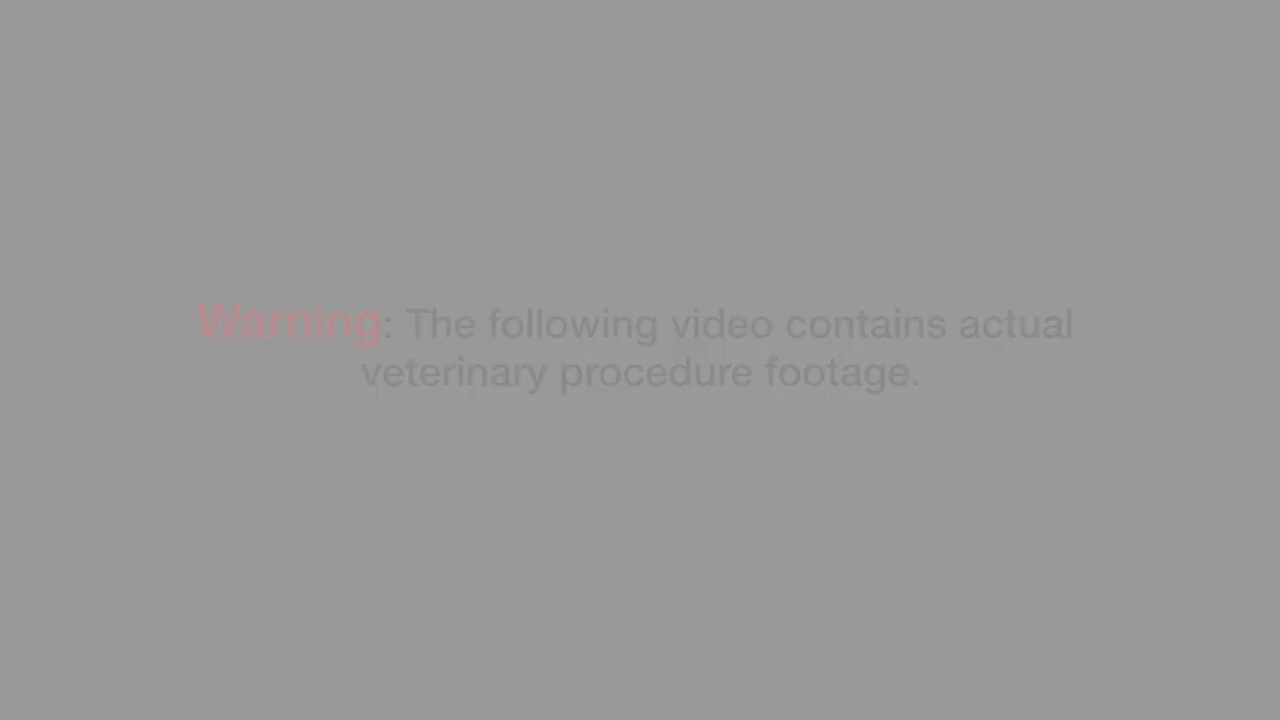 Warning: The following video contains actual
veterinary procedure footage.